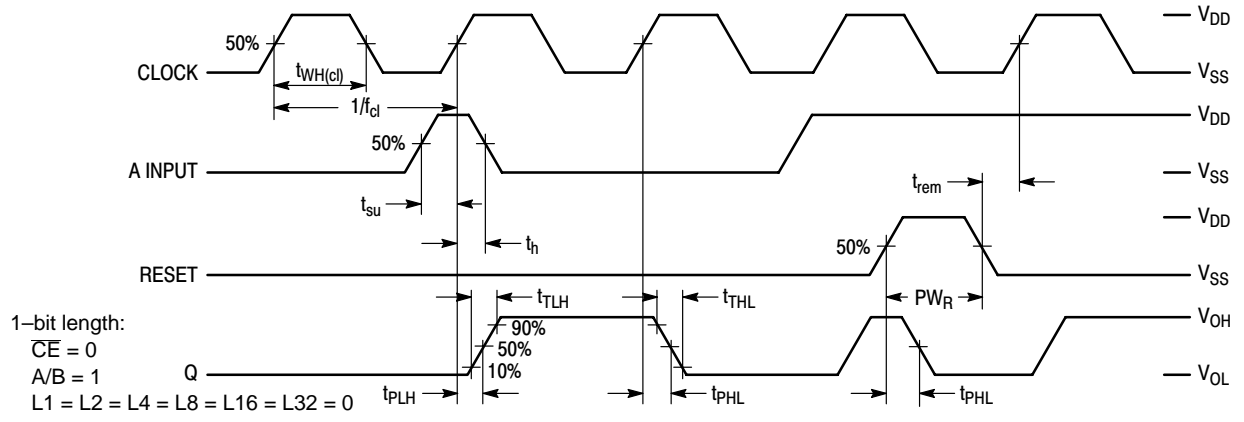 V_DD
50%
CLOCK
t_WH(cl)
V_SS
1/f_cl
V_DD
50%
A INPUT
t_rem
V_SS
t_su
V_DD
t_h
50%
RESET
V_SS
t_TLH
t_THL
PW_R
1–bit length:
V_OH
90%
C̅E̅ = 0
50%
A/B = 1
Q
10%
V_OL
t_PLH
t_PHL
t_PHL
L1 = L2 = L4 = L8 = L16 = L32 = 0